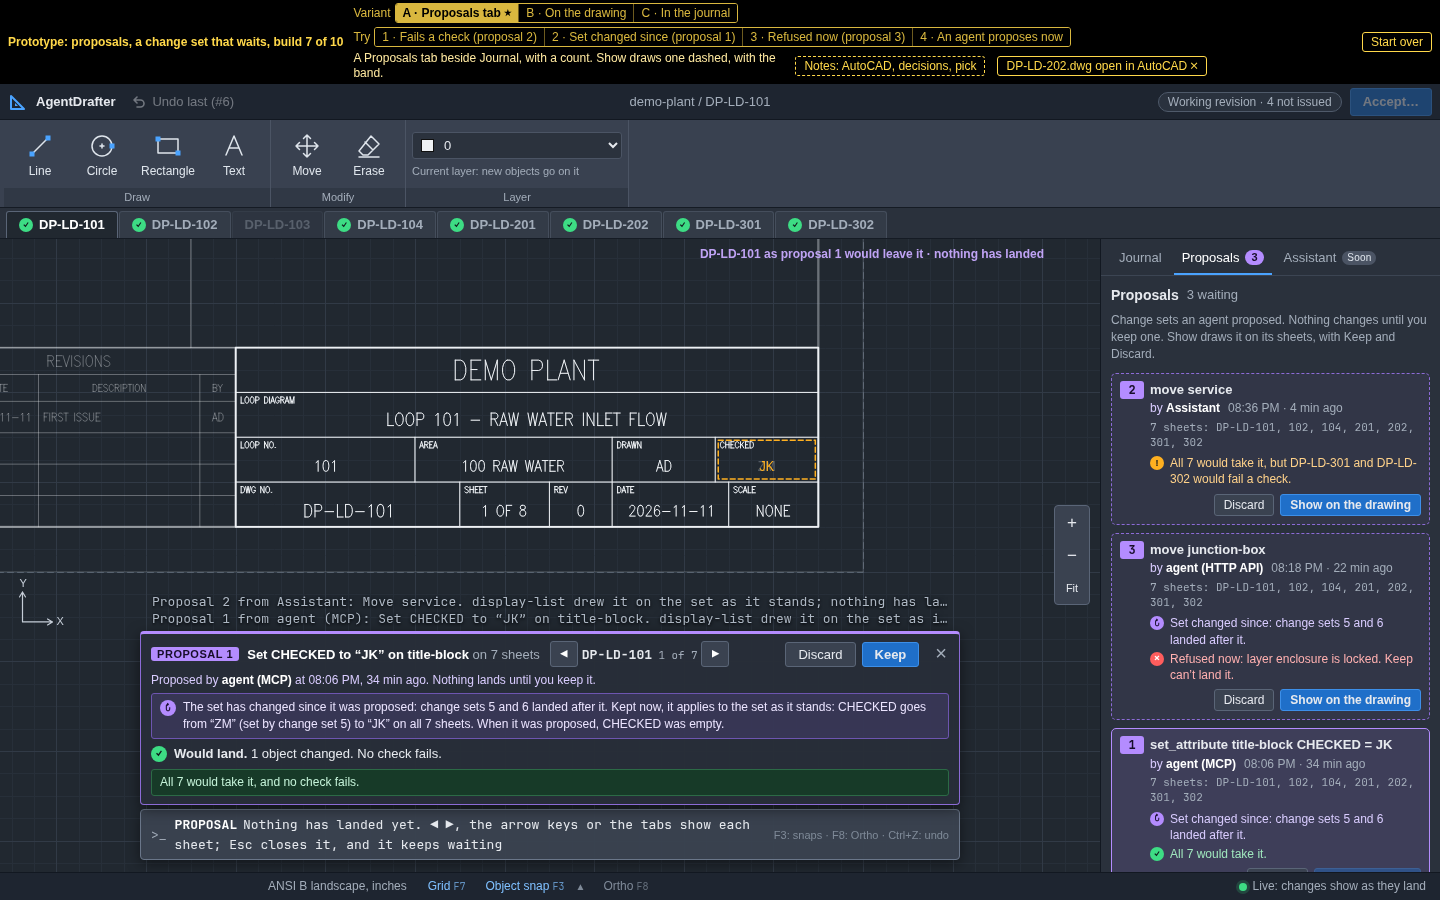 Prototype: proposals, a change set that waits, build 7 of 10
Variant A · Proposals tab ★ B · On the drawing C · In the journal
Try 1 · Fails a check (proposal 2) 2 · Set changed since (proposal 1) 3 · Refused now (proposal 3) 4 · An agent proposes now
A Proposals tab beside Journal, with a count. Show draws one dashed, with the band.
Notes: AutoCAD, decisions, pick
DP-LD-202.dwg open in AutoCAD ×
Start over
AgentDrafter
Undo last (#6)
demo-plant / DP-LD-101
Working revision · 4 not issued
Accept…
Line Circle Rectangle Text
Move Erase
0
Current layer: new objects go on it
Draw Modify Layer
DP-LD-101 DP-LD-102 DP-LD-103 DP-LD-104 DP-LD-201 DP-LD-202 DP-LD-301 DP-LD-302
DP-LD-101 as proposal 1 would leave it · nothing has landed
REVISIONS
TE DESCRIPTION BY
11-11 FIRST ISSUE AD
DEMO PLANT
LOOP DIAGRAM
LOOP 101 – RAW WATER INLET FLOW
LOOP NO. AREA DRAWN CHECKED
101 100 RAW WATER AD JK
DWG NO. SHEET REV DATE SCALE
DP-LD-101 1 OF 8 0 2026-11-11 NONE
+
−
Fit
Y
X
Proposal 2 from Assistant: Move service. display-list drew it on the set as it stands; nothing has la…
Proposal 1 from agent (MCP): Set CHECKED to “JK” on title-block. display-list drew it on the set as i…
PROPOSAL 1 Set CHECKED to “JK” on title-block on 7 sheets ◀ DP-LD-101 1 of 7 ▶ Discard Keep ×
Proposed by agent (MCP) at 08:06 PM, 34 min ago. Nothing lands until you keep it.
The set has changed since it was proposed: change sets 5 and 6 landed after it. Kept now, it applies to the set as it stands: CHECKED goes
from “ZM” (set by change set 5) to “JK” on all 7 sheets. When it was proposed, CHECKED was empty.
Would land. 1 object changed. No check fails.
All 7 would take it, and no check fails.
>_ PROPOSAL Nothing has landed yet. ◀ ▶, the arrow keys or the tabs show each
sheet; Esc closes it, and it keeps waiting
F3: snaps · F8: Ortho · Ctrl+Z: undo
Journal Proposals 3 Assistant Soon
Proposals 3 waiting
Change sets an agent proposed. Nothing changes until you
keep one. Show draws it on its sheets, with Keep and
Discard.
2 move service
by Assistant 08:36 PM · 4 min ago
7 sheets: DP-LD-101, 102, 104, 201, 202,
301, 302
All 7 would take it, but DP-LD-301 and DP-LD-
302 would fail a check.
Discard Show on the drawing
3 move junction-box
by agent (HTTP API) 08:18 PM · 22 min ago
7 sheets: DP-LD-101, 102, 104, 201, 202,
301, 302
Set changed since: change sets 5 and 6
landed after it.
Refused now: layer enclosure is locked. Keep
can't land it.
Discard Show on the drawing
1 set_attribute title-block CHECKED = JK
by agent (MCP) 08:06 PM · 34 min ago
7 sheets: DP-LD-101, 102, 104, 201, 202,
301, 302
Set changed since: change sets 5 and 6
landed after it.
All 7 would take it.
ANSI B landscape, inches Grid F7 Object snap F3 ▲ Ortho F8
Live: changes show as they land